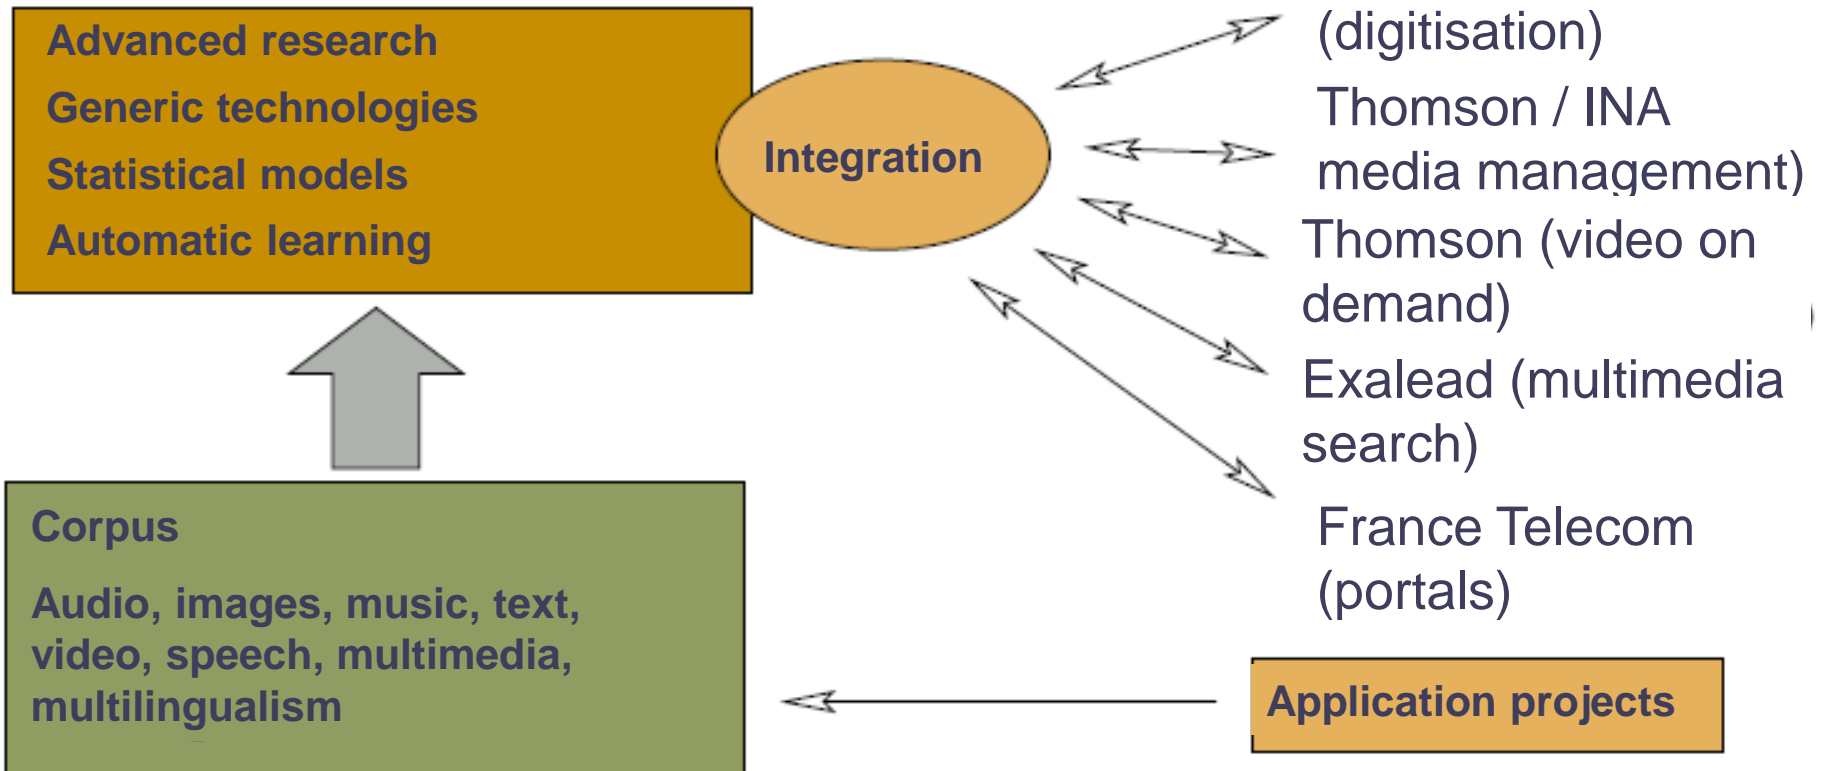 Advanced research
Generic technologies
Statistical models
Automatic learning
Integration
(digitisation)
Thomson / INA
media management)
Thomson (video on
demand)
Exalead (multimedia
search)
France Telecom
(portals)
Corpus
Audio, images, music, text,
video, speech, multimedia,
multilingualism
Application projects